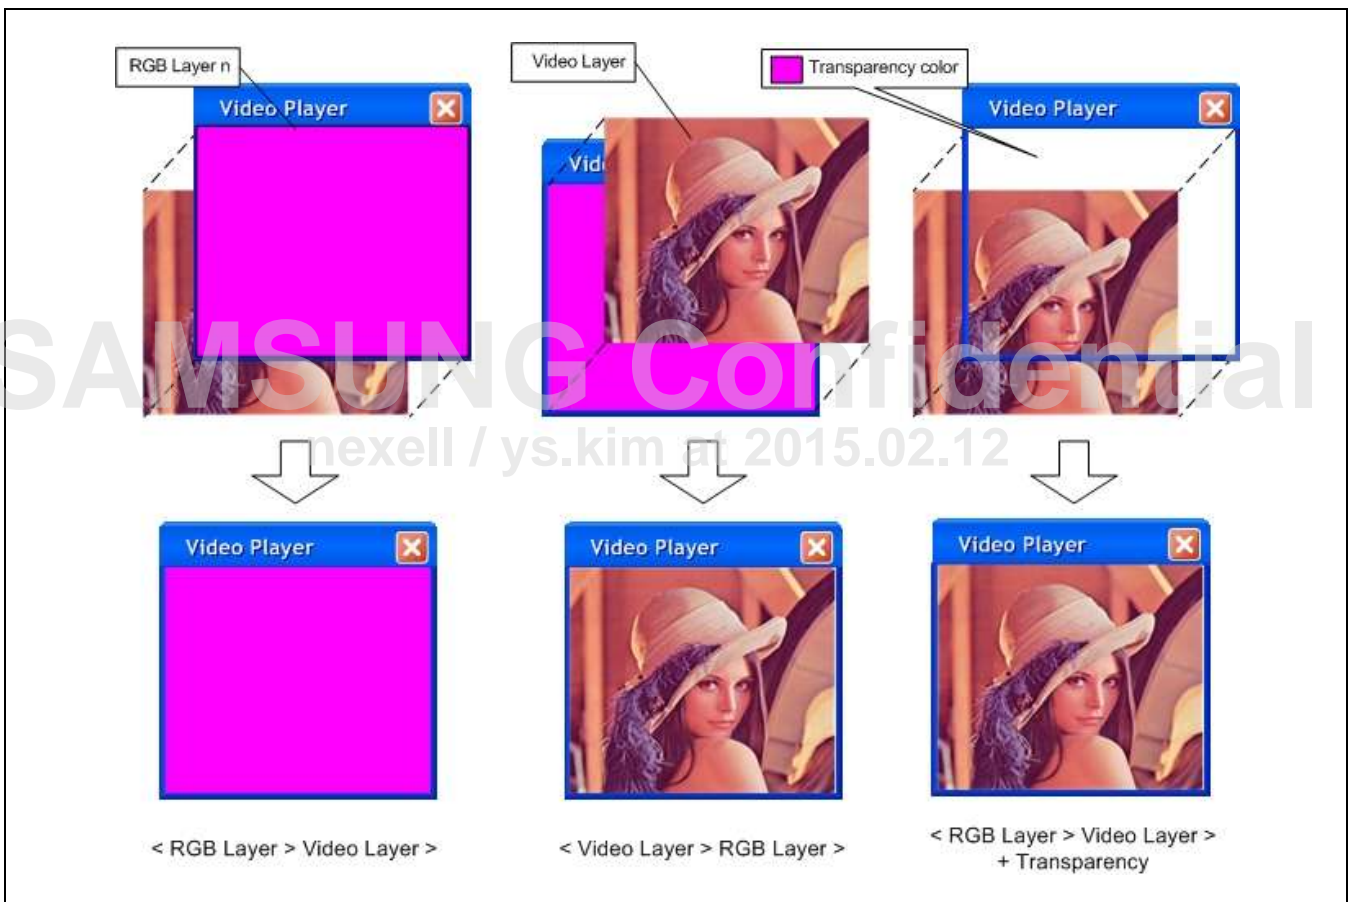 RGB Layer n
Video Layer
Transparency color
Video Player
Vid
Video Player
SAMSUNG Confidential
nexell / ys.kim at 2015.02.12
Video Player
Video Player
Video Player
< RGB Layer > Video Layer >
< Video Layer > RGB Layer >
< RGB Layer > Video Layer >
+ Transparency